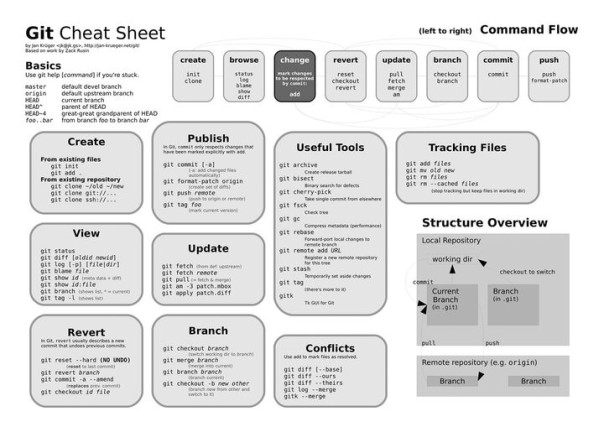 Git Cheat Sheet
by Jan Krüger <jk@jk.gs>, http://jan-krueger.net/git/
Based on work by Zack Rusin
Basics
Use git help [command] if you're stuck.
master default devel branch
origin default upstream branch
HEAD current branch
HEAD^ parent of HEAD
HEAD~4 great-great grandparent of HEAD
foo..bar from branch foo to branch bar
(left to right) Command Flow
create
init
clone
browse
status
log
blame
show
diff
change
mark changes
to be respected
by commit:
add
revert
reset
checkout
revert
update
pull
fetch
merge
am
branch
checkout
branch
commit
commit
push
push
format-patch
Create
From existing files
git init
git add .
From existing repository
git clone ~/old ~/new
git clone git://...
git clone ssh://...
View
git status
git diff [oldid newid]
git log [-p] [file|dir]
git blame file
git show id (meta data + diff)
git show id:file
git branch (shows list, * = current)
git tag -l (shows list)
Revert
In Git, revert usually describes a new
commit that undoes previous commits.
git reset --hard (NO UNDO)
(reset to last commit)
git revert branch
git commit -a --amend
(replaces prev. commit)
git checkout id file
Publish
In Git, commit only respects changes that
have been marked explicitly with add.
git commit [-a]
(-a: add changed files
automatically)
git format-patch origin
(create set of diffs)
git push remote
(push to origin or remote)
git tag foo
(mark current version)
Update
git fetch (from def. upstream)
git fetch remote
git pull (= fetch & merge)
git am -3 patch.mbox
git apply patch.diff
Branch
git checkout branch
(switch working dir to branch)
git merge branch
(merge into current)
git branch branch
(branch current)
git checkout -b new other
(branch new from other and
switch to it)
Useful Tools
git archive
Create release tarball
git bisect
Binary search for defects
git cherry-pick
Take single commit from elsewhere
git fsck
Check tree
git gc
Compress metadata (performance)
git rebase
Forward-port local changes to
remote branch
git remote add URL
Register a new remote repository
for this tree
git stash
Temporarily set aside changes
git tag
(there's more to it)
gitk
Tk GUI for Git
Conflicts
Use add to mark files as resolved.
git diff [--base]
git diff --ours
git diff --theirs
git log --merge
gitk --merge
Tracking Files
git add files
git mv old new
git rm files
git rm --cached files
(stop tracking but keep files in working dir)
Structure Overview
Local Repository
working dir
checkout to switch
commit
Current
Branch
(in .git)
Branch
(in .git)
pull push
Remote repository (e.g. origin)
Branch Branch